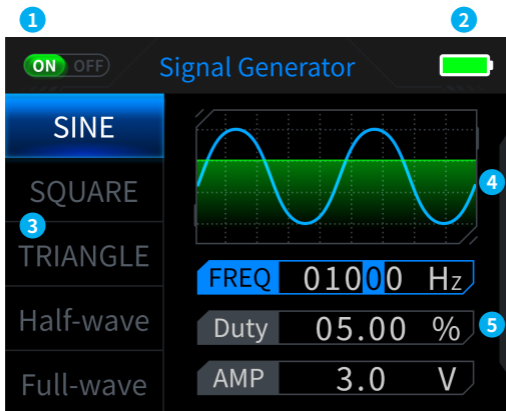 1 2
ON OFF Signal Generator
SINE
SQUARE
3
TRIANGLE
Half-wave
Full-wave
4
FREQ 01000 Hz
Duty 05.00 % 5
AMP 3.0 V